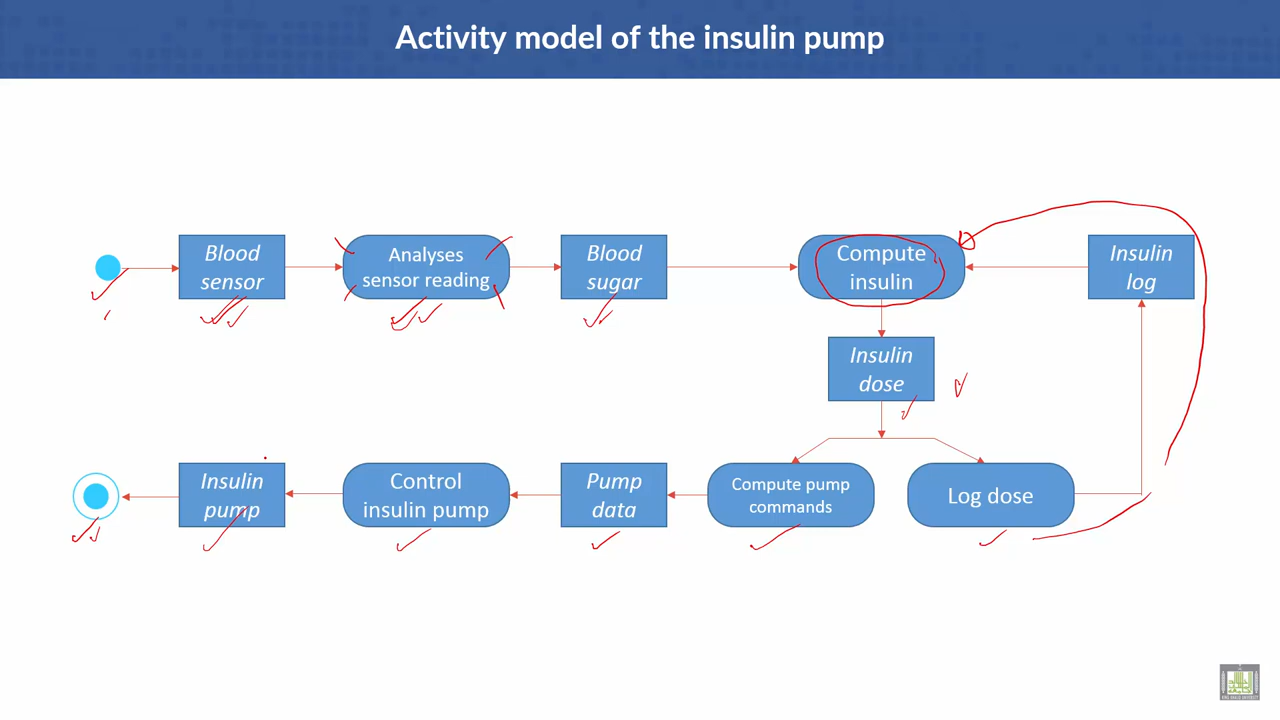 Activity model of the insulin pump
Blood
sensor
Analyses
sensor reading
Blood
sugar
Compute
insulin
Insulin
log
Insulin
dose
Insulin
pump
Control
insulin pump
Pump
data
Compute pump
commands
Log dose